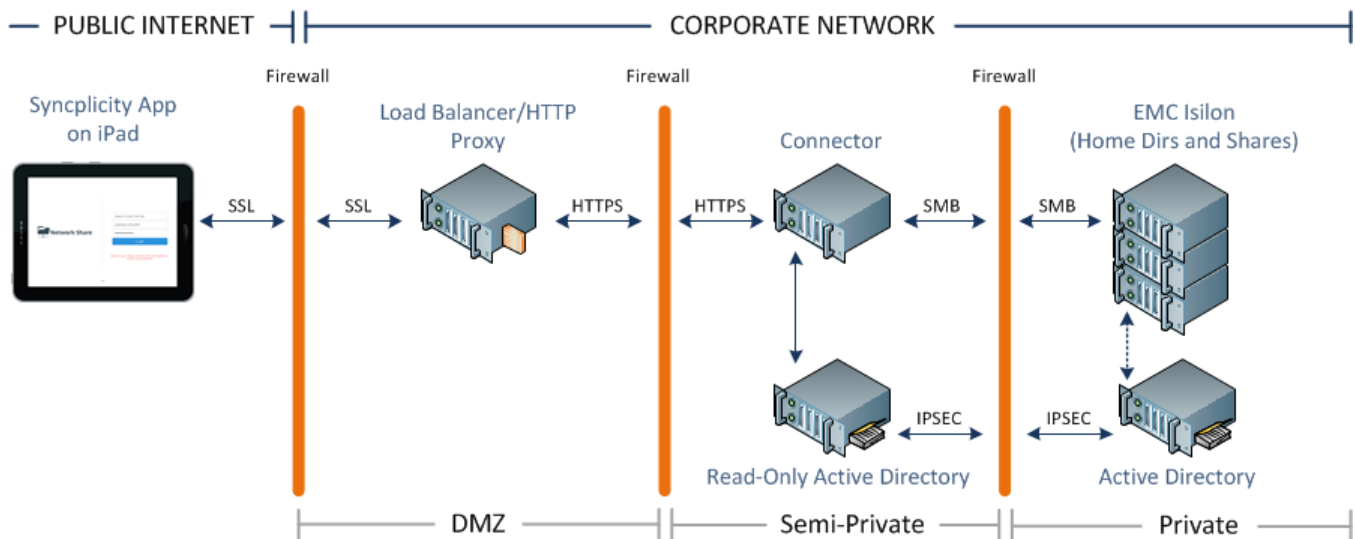 PUBLIC INTERNET
CORPORATE NETWORK
Firewall
Firewall
Firewall
Syncplicity App
on iPad
Load Balancer/HTTP
Proxy
Connector
EMC Isilon
(Home Dirs and Shares)
Network Share
SSL
SSL
HTTPS
HTTPS
SMB
SMB
IPSEC
IPSEC
Read-Only Active Directory
Active Directory
DMZ
Semi-Private
Private